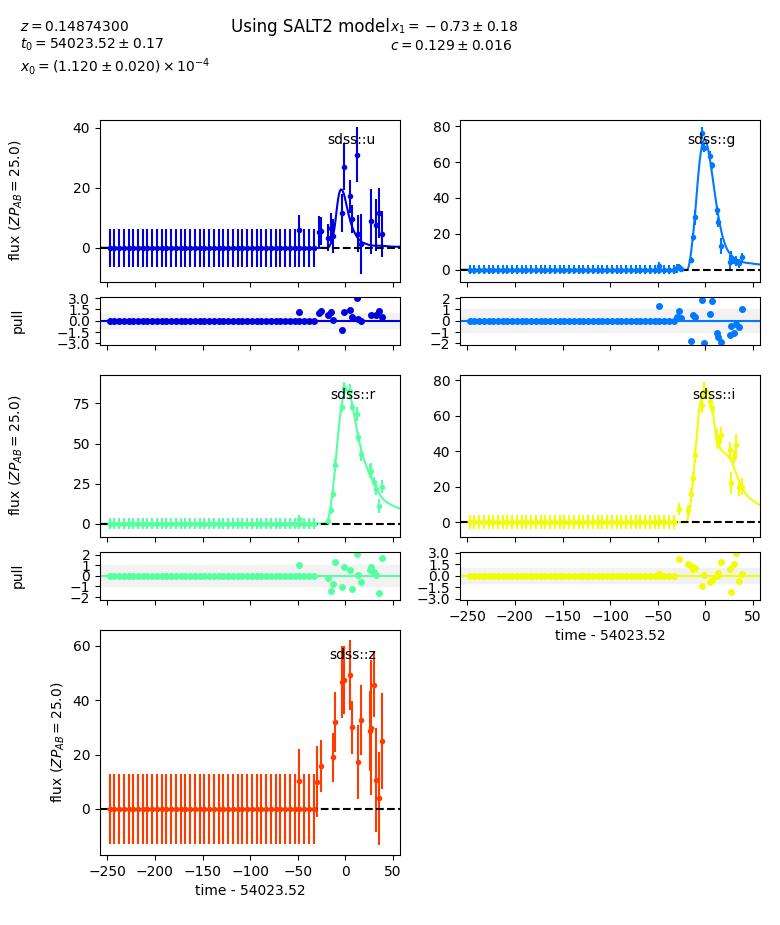 z = 0.14874300
Using SALT2 model
x₁ = −0.73 ± 0.18
t₀ = 54023.52 ± 0.17
c = 0.129 ± 0.016
x₀ = (1.120 ± 0.020) × 10⁻⁴
sdss::u
40
20
0
flux (ZP_AB = 25.0)
sdss::g
80
60
40
20
0
3.0
1.5
0.0
−1.5
−3.0
pull
2
1
0
−1
−2
sdss::r
75
50
25
0
flux (ZP_AB = 25.0)
sdss::i
80
60
40
20
0
2
1
0
−1
−2
pull
3.0
1.5
0.0
−1.5
−3.0
−250 −200 −150 −100 −50 0 50
time - 54023.52
sdss::z
60
40
20
0
flux (ZP_AB = 25.0)
−250 −200 −150 −100 −50 0 50
time - 54023.52